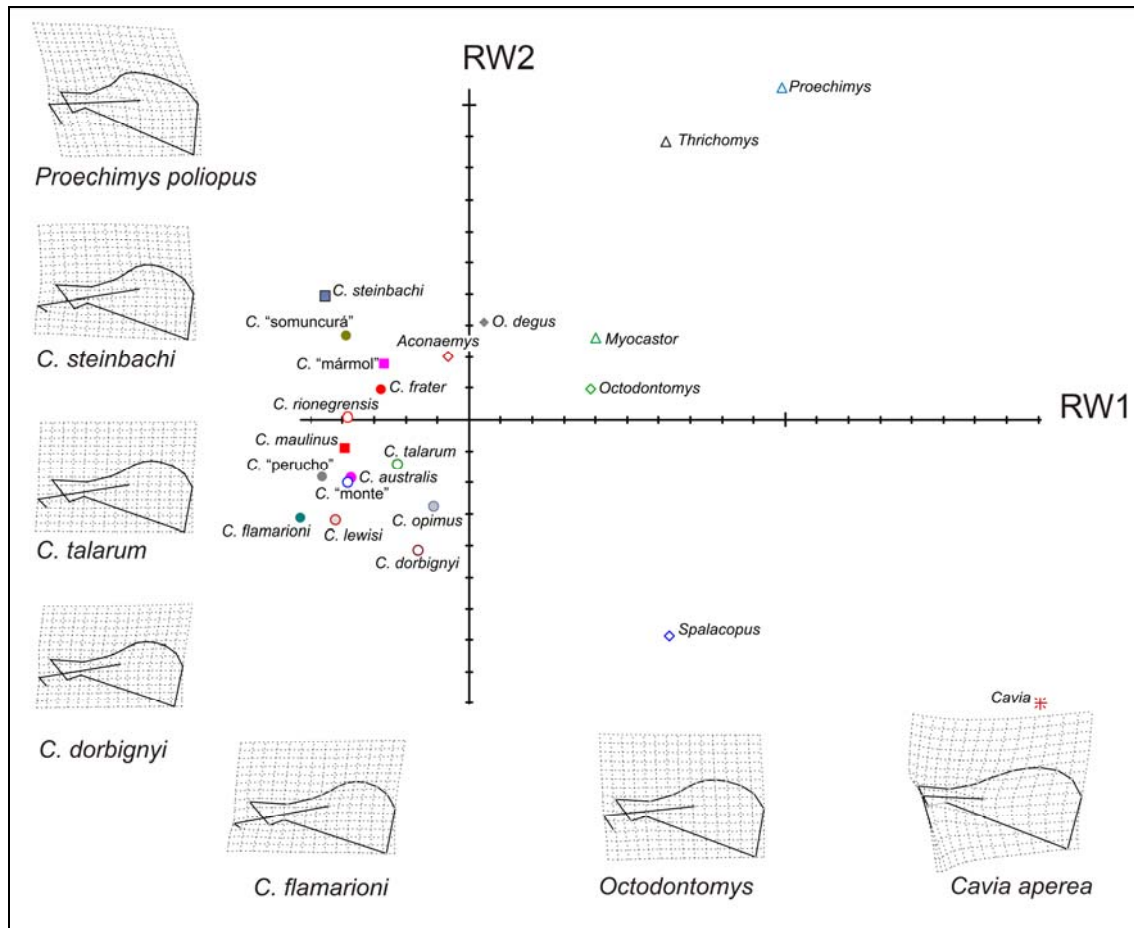 RW2
Proechimys
Thrichomys
Proechimys poliopus
C. steinbachi
C. "somuncurá"
O. degus
Aconaemys
Myocastor
C. "mármol"
C. steinbachi
C. frater
Octodontomys
C. rionegrensis
RW1
C. maulinus
C. talarum
C. "perucho"
C. australis
C. "monte"
C. opimus
C. flamarioni
C. lewisi
C. talarum
C. dorbignyi
Spalacopus
Cavia
C. dorbignyi
C. flamarioni
Octodontomys
Cavia aperea